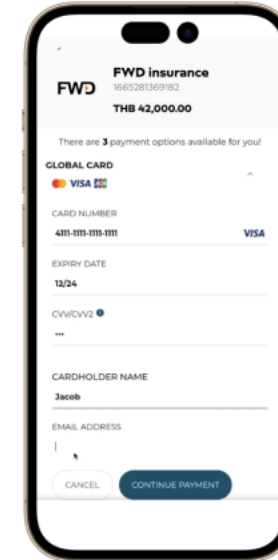 FWD
FWD insurance
1665281369182
THB 42,000.00
There are 3 payment options available for you!
GLOBAL CARD
VISA JCB
CARD NUMBER
4111-1111-1111-1111 VISA
EXPIRY DATE
12/24
CVV/CVV2
•••
CARDHOLDER NAME
Jacob
EMAIL ADDRESS
CANCEL CONTINUE PAYMENT